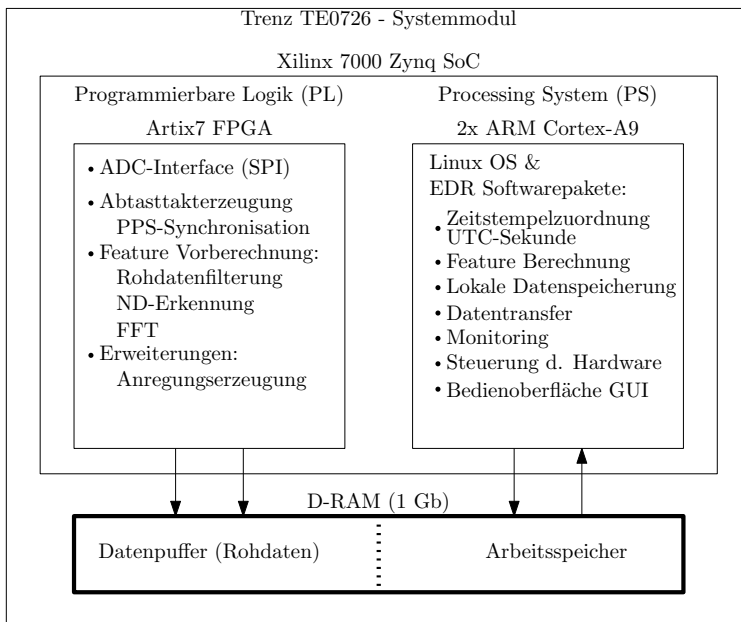 Trenz TE0726 - Systemmodul
Xilinx 7000 Zynq SoC
Programmierbare Logik (PL)
Artix7 FPGA
• ADC-Interface (SPI)
• Abtasttakterzeugung
PPS-Synchronisation
• Feature Vorberechnung:
Rohdatenfilterung
ND-Erkennung
FFT
• Erweiterungen:
Anregungserzeugung
Processing System (PS)
2x ARM Cortex-A9
Linux OS &
EDR Softwarepakete:
• Zeitstempelzuordnung
UTC-Sekunde
• Feature Berechnung
• Lokale Datenspeicherung
• Datentransfer
• Monitoring
• Steuerung d. Hardware
• Bedienoberfläche GUI
D-RAM (1 Gb)
Datenpuffer (Rohdaten)
Arbeitsspeicher